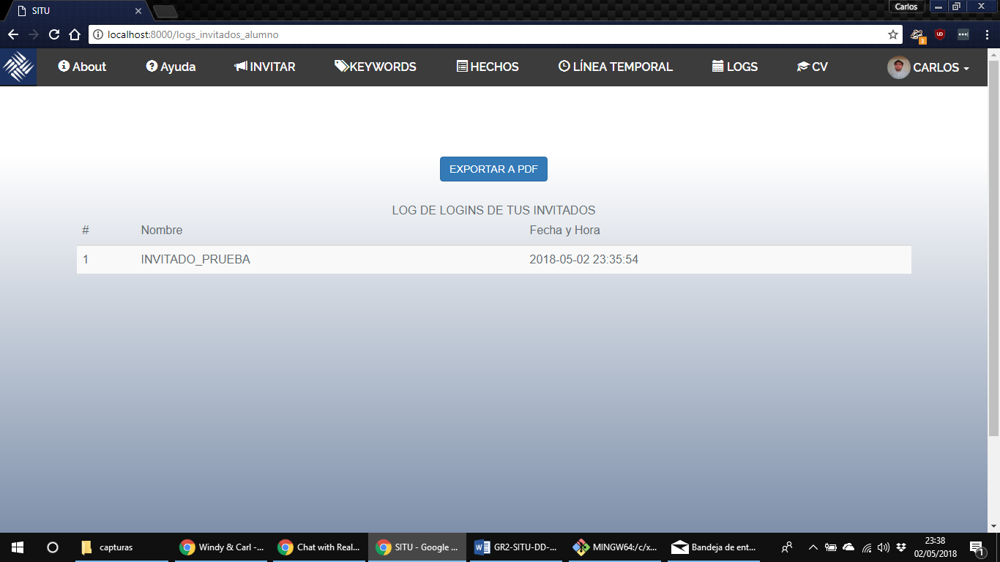 SITU
Carlos
localhost:8000/logs_invitados_alumno
3
About
Ayuda
INVITAR
KEYWORDS
HECHOS
LÍNEA TEMPORAL
LOGS
CV
CARLOS
EXPORTAR A PDF
LOG DE LOGINS DE TUS INVITADOS
# Nombre Fecha y Hora
1 INVITADO_PRUEBA 2018-05-02 23:35:54
capturas
Windy & Carl -...
Chat with Real...
SITU - Google ...
GR2-SITU-DD-...
MINGW64:/c/x...
Bandeja de ent...
23:38
02/05/2018
1